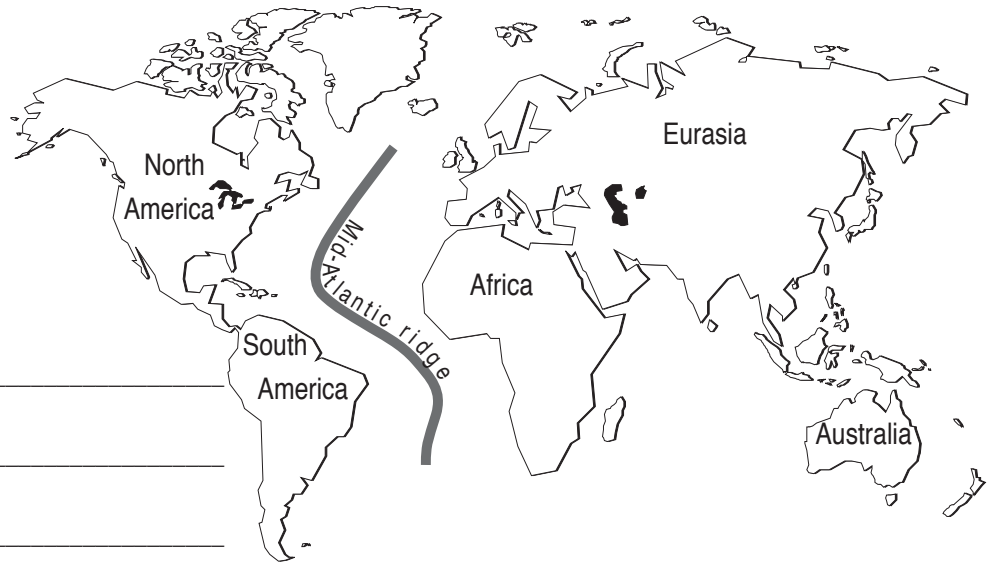 Eurasia
North
America
Mid-Atlantic ridge
Africa
South
America
Australia